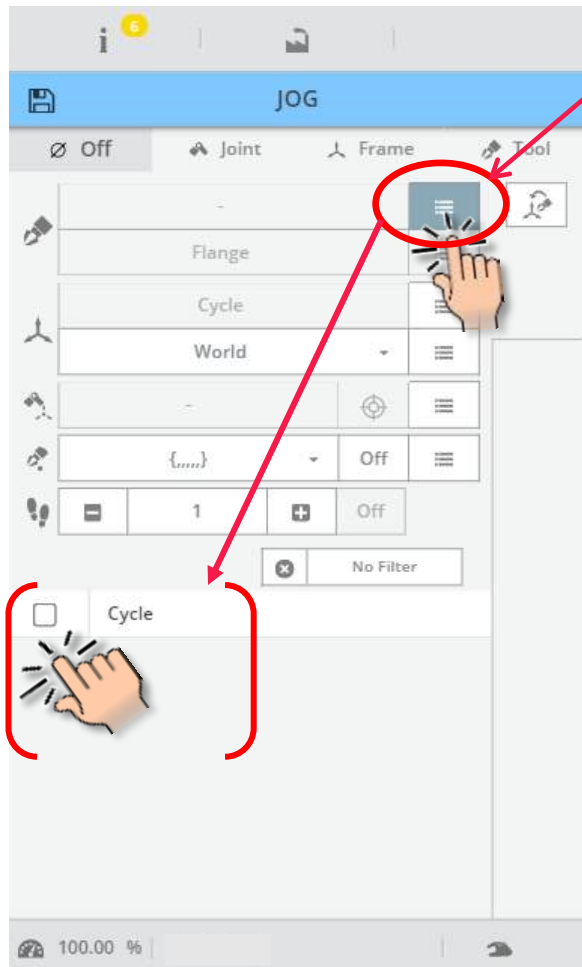 i 6
JOG
Off Joint Frame Tool
-
Flange
Cycle
World
-
{,,,,,} Off
1 Off
No Filter
Cycle
100.00 %